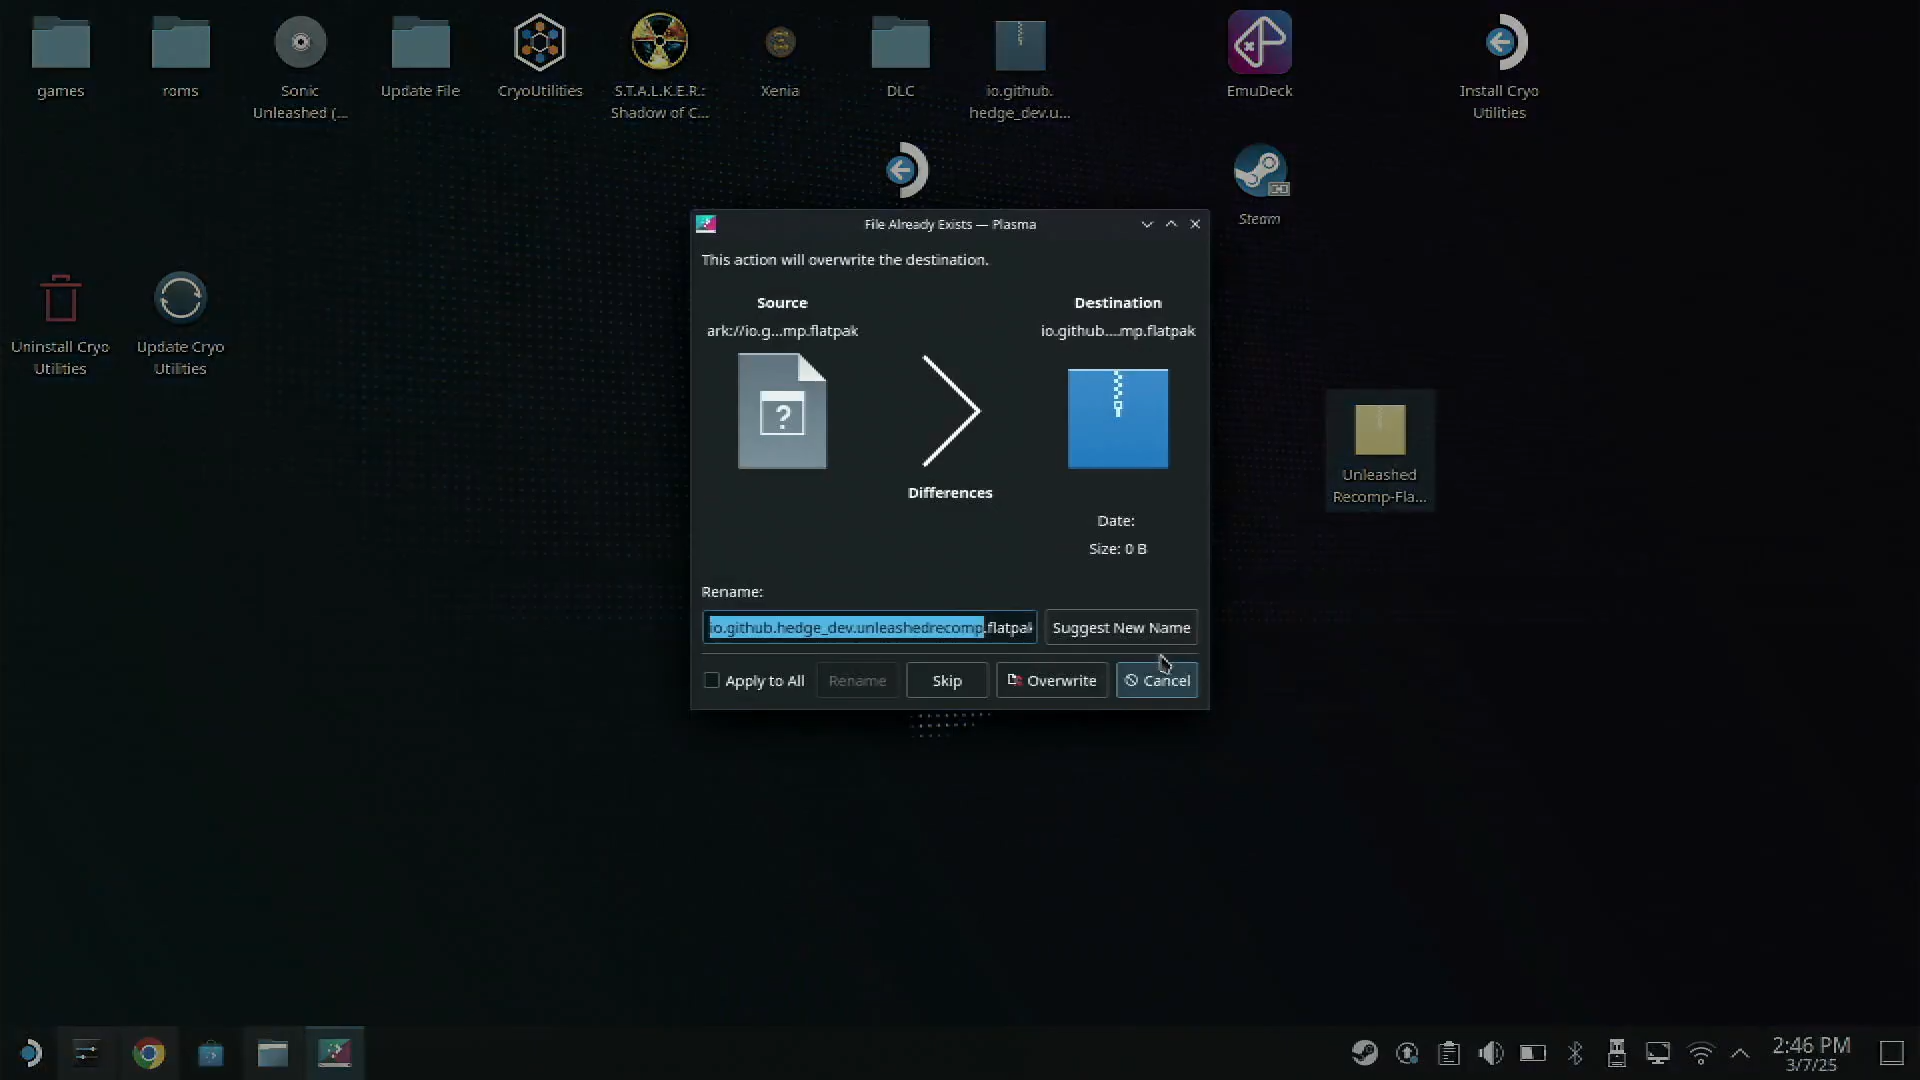 games
roms
Sonic
Unleashed (...
Update File
CryoUtilities
S.T.A.L.K.E.R.:
Shadow of C...
Xenia
DLC
io.github.
hedge_dev.u...
EmuDeck
Install Cryo
Utilities
Steam
File Already Exists — Plasma
This action will overwrite the destination.
Source
Destination
ark://io.g...mp.flatpak
io.github....mp.flatpak
?
Uninstall Cryo
Utilities
Update Cryo
Utilities
Unleashed
Recomp-Fla...
Differences
Date:
Size: 0 B
Rename:
io.github.hedge_dev.unleashedrecomp.flatpak
Suggest New Name
Apply to All
Rename
Skip
Overwrite
Cancel
2:46 PM
3/7/25